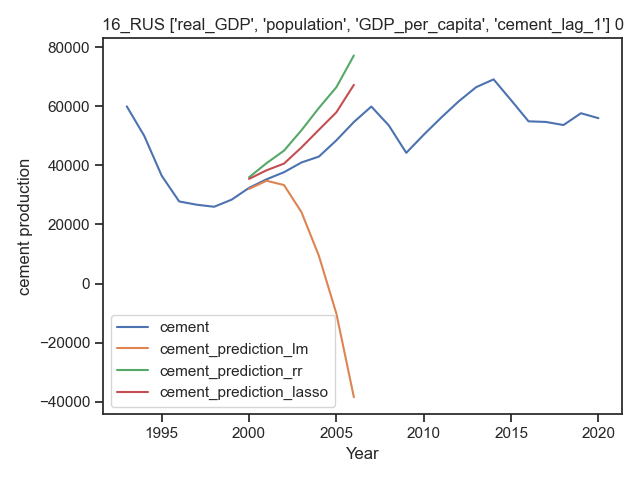 16_RUS ['real_GDP', 'population', 'GDP_per_capita', 'cement_lag_1'] 0
80000
60000
40000
20000
0
−20000
−40000
cement production
cement
cement_prediction_lm
cement_prediction_rr
cement_prediction_lasso
1995
2000
2005
2010
2015
2020
Year